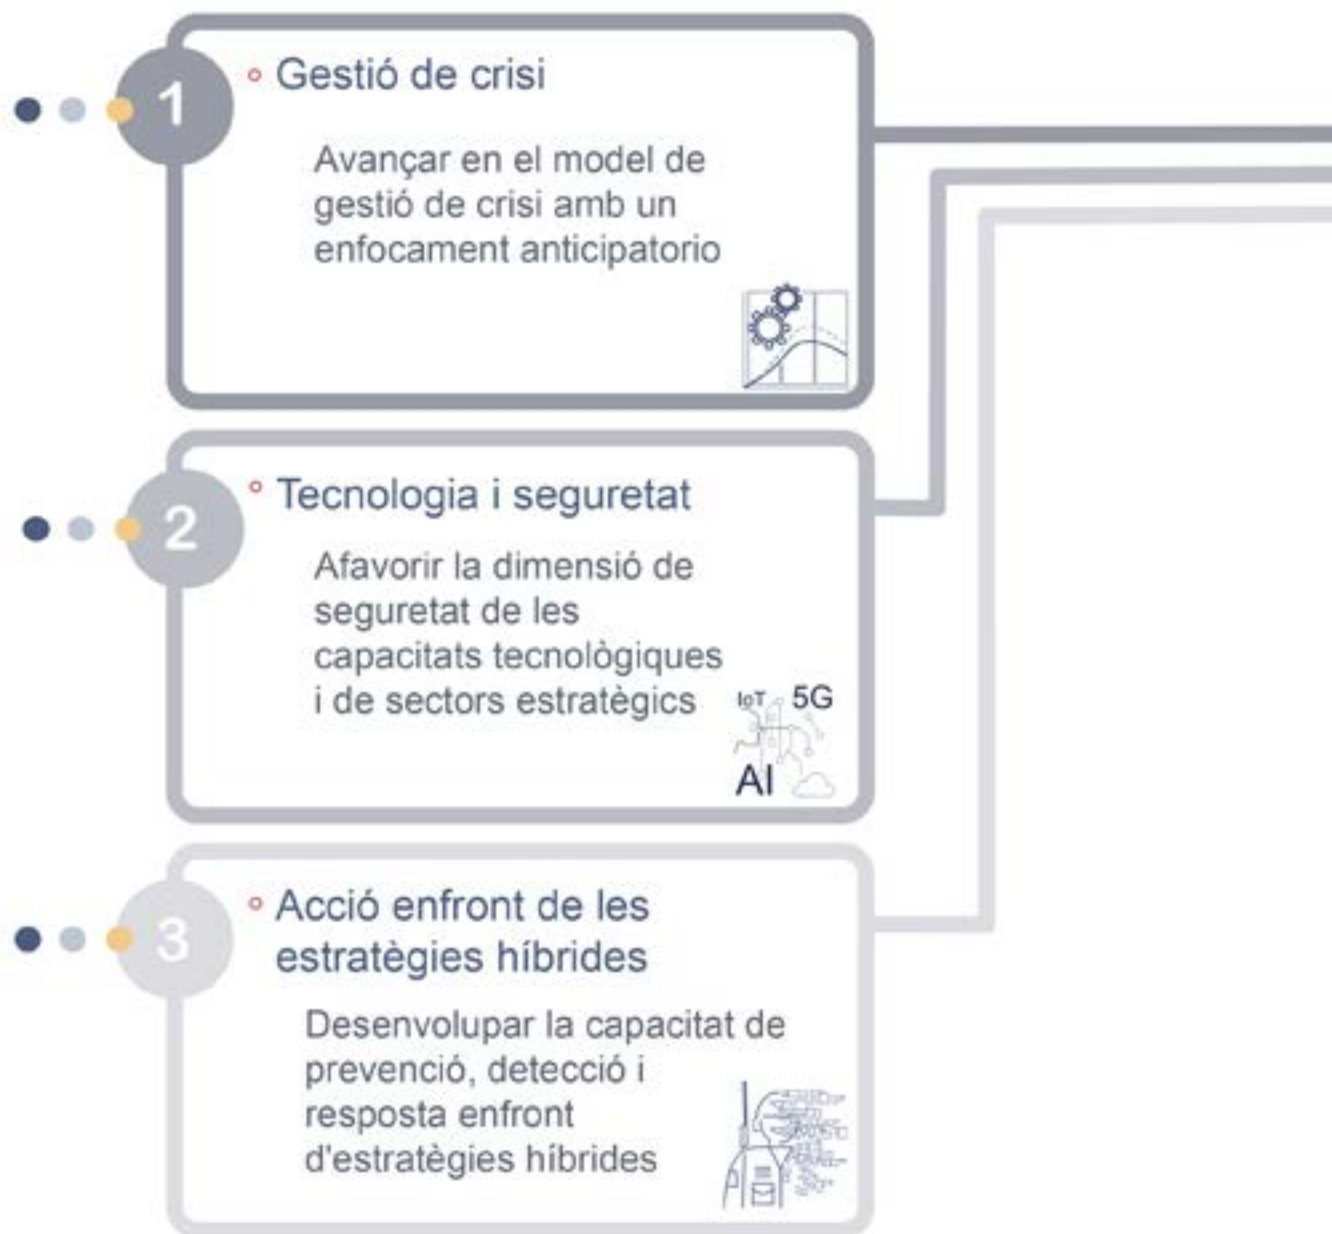 1
Gestió de crisi
Avançar en el model de
gestió de crisi amb un
enfocament anticipatorio
2
Tecnologia i seguretat
Afavorir la dimensió de
seguretat de les
capacitats tecnològiques
i de sectors estratègics
IoT 5G
AI
3
Acció enfront de les
estratègies híbrides
Desenvolupar la capacitat de
prevenció, detecció i
resposta enfront
d'estratègies híbrides